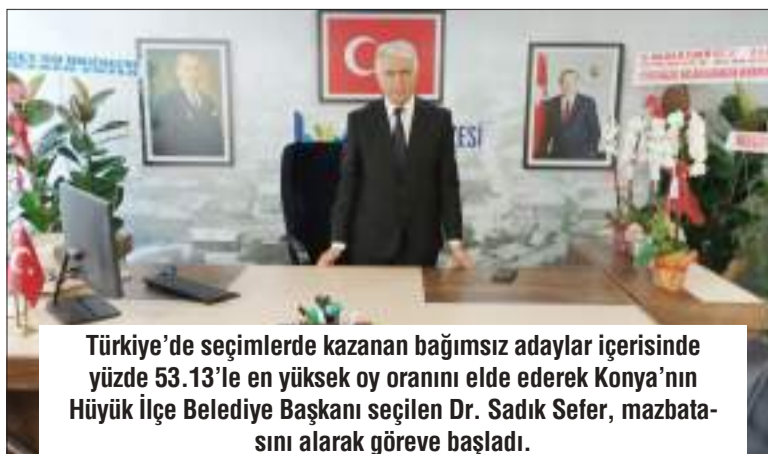 Türkiye’de seçimlerde kazanan bağımsız adaylar içerisinde
yüzde 53.13’le en yüksek oy oranını elde ederek Konya’nın
Hüyük İlçe Belediye Başkanı seçilen Dr. Sadık Sefer, mazbata-
sını alarak göreve başladı.